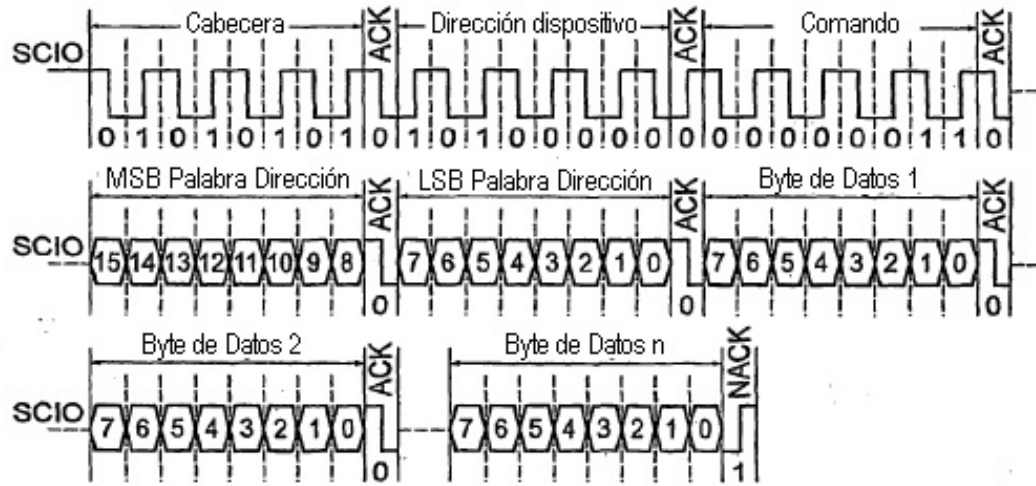 Cabecera ACK Dirección dispositivo ACK Comando ACK
SCIO
0 1 0 1 0 1 0 1 0 1 0 1 0 0 0 0 0 0 0 0 0 0 0 0 1 1 0
MSB Palabra Dirección ACK LSB Palabra Dirección ACK Byte de Datos 1 ACK
SCIO 15 14 13 12 11 10 9 8 7 6 5 4 3 2 1 0 7 6 5 4 3 2 1 0
0 0 0
Byte de Datos 2 ACK Byte de Datos n NACK
SCIO 7 6 5 4 3 2 1 0 7 6 5 4 3 2 1 0
0 1